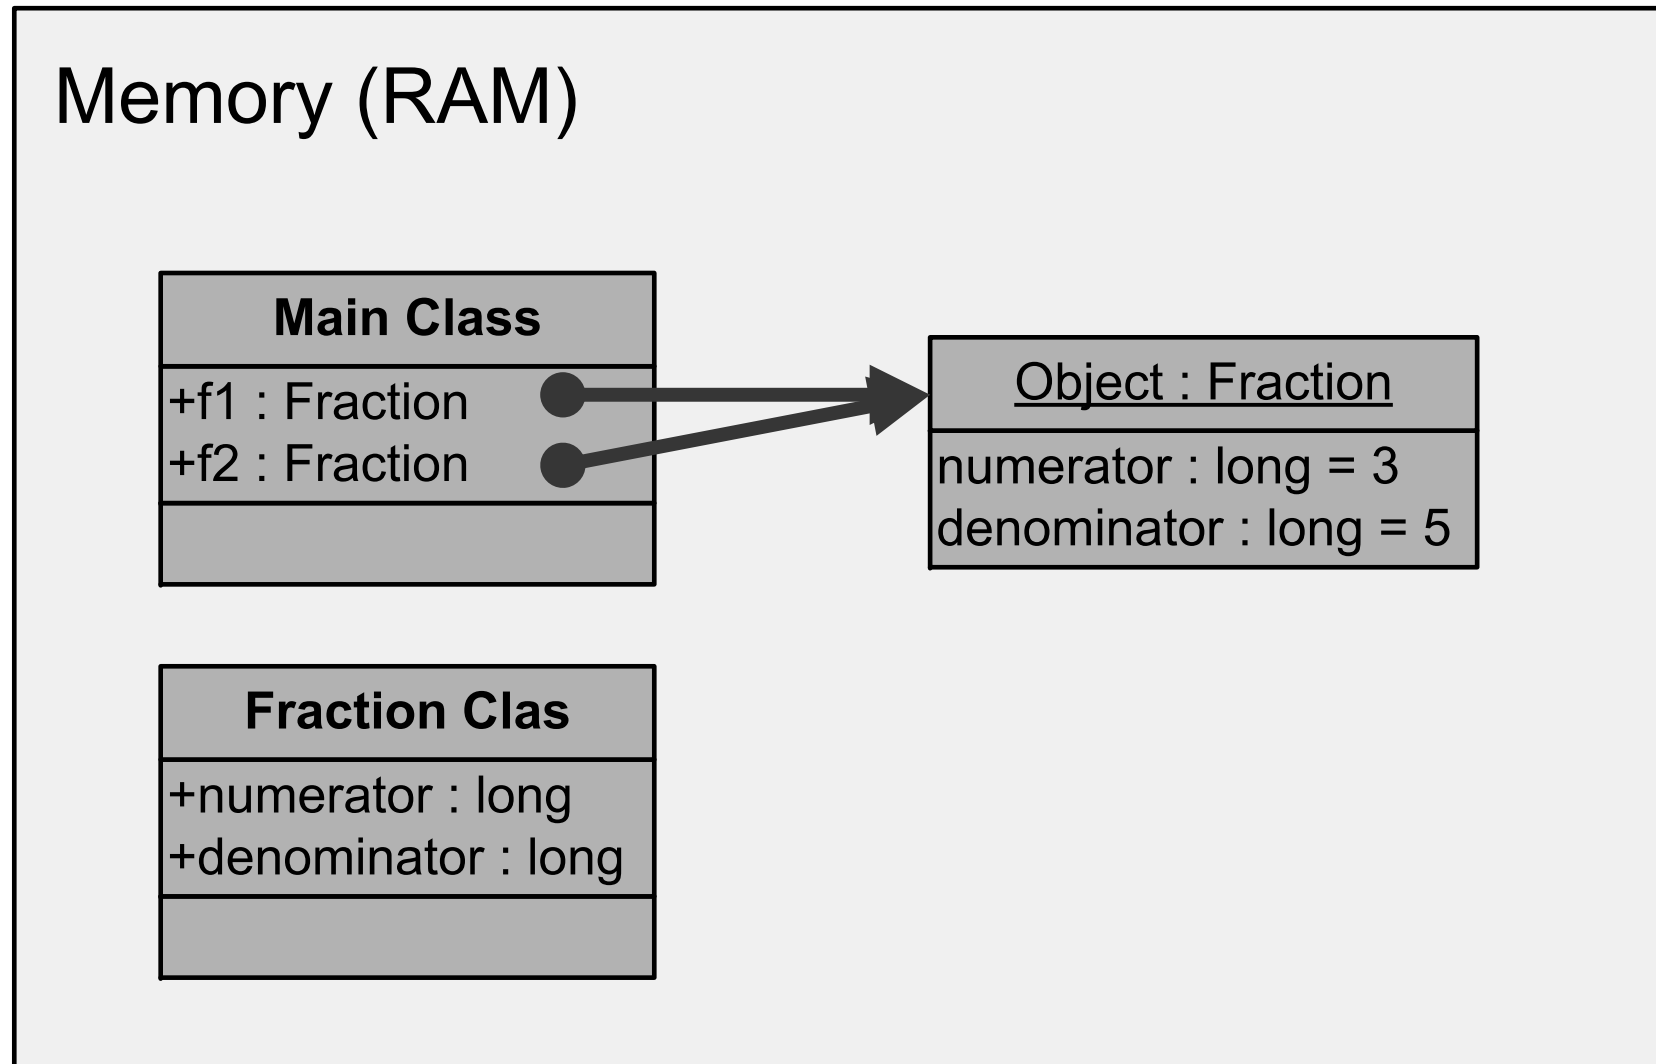 Memory (RAM)
Main Class
+f1 : Fraction
+f2 : Fraction
Object : Fraction
numerator : long = 3
denominator : long = 5
Fraction Clas
+numerator : long
+denominator : long